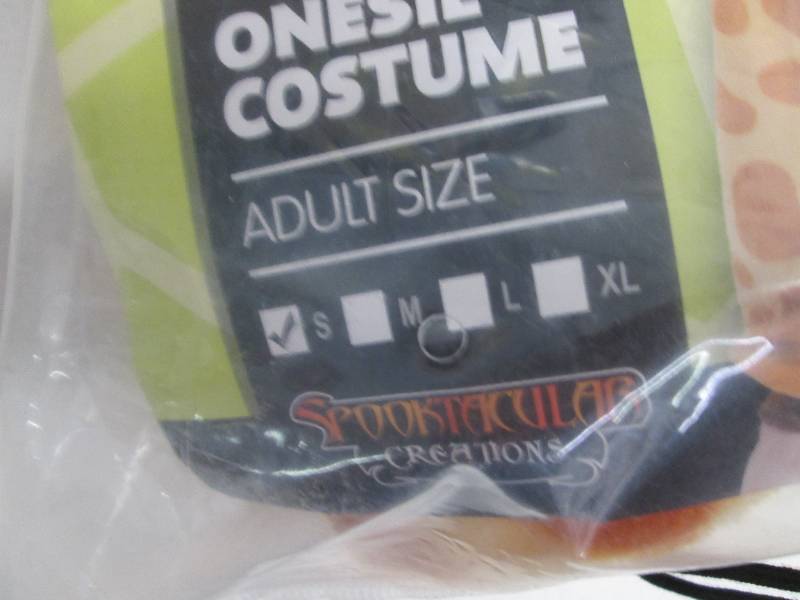 ONESIE
COSTUME
ADULT SIZE
S M L XL
SPOOKTACULAR
CREATIONS